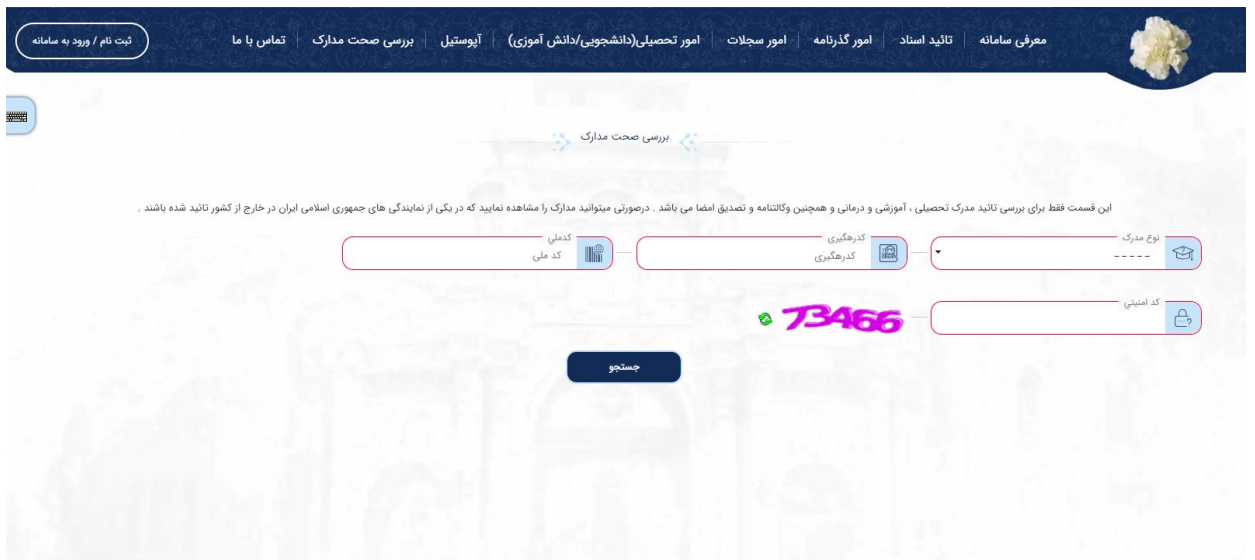 معرفی سامانه | تائید اسناد | امور گذرنامه | امور سجلات | امور تحصیلی(دانشجویی/دانش آموزی) | آپوستیل | بررسی صحت مدارک | تماس با ما
ثبت نام / ورود به سامانه
بررسی صحت مدارک
این قسمت فقط برای بررسی تائید مدرک تحصیلی ، آموزشی و درمانی و همچنین وکالتنامه و تصدیق امضا می باشد . درصورتی میتوانید مدارک را مشاهده نمایید که در یکی از نمایندگی های جمهوری اسلامی ایران در خارج از کشور تائید شده باشند .
نوع مدرک
-----
کدرهگیری
کدرهگیری
کدملي
کد ملی
کد امنيتي
73466
جستجو